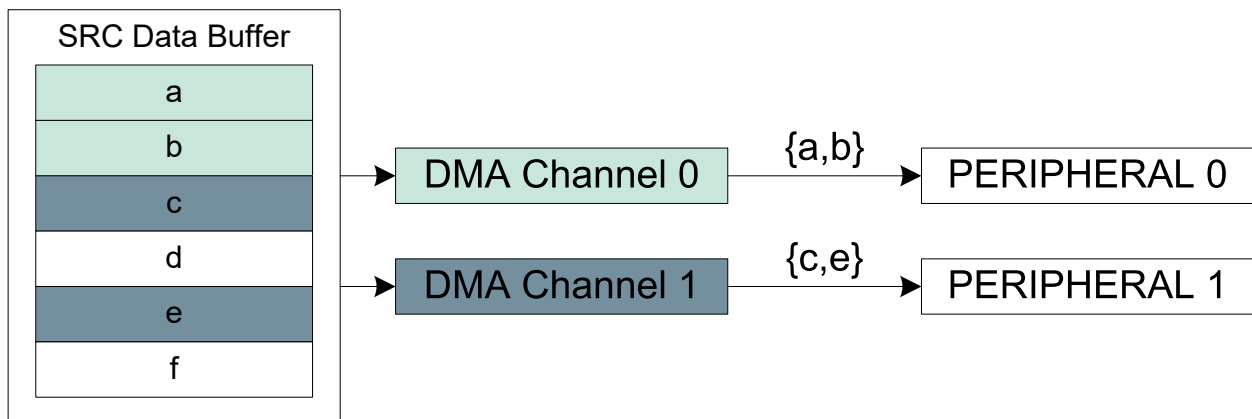 SRC Data Buffer
a
b
c
d
e
f
DMA Channel 0
{a,b}
PERIPHERAL 0
DMA Channel 1
{c,e}
PERIPHERAL 1